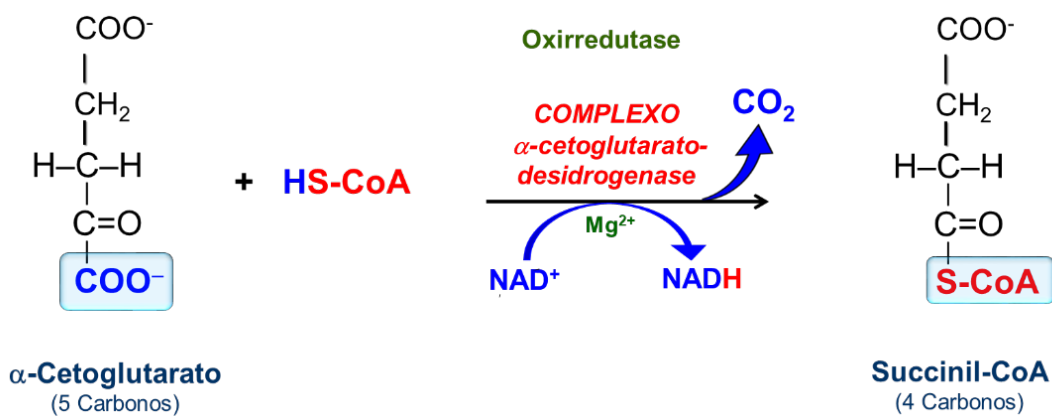 COO⁻
CH₂
H–C–H
C=O
COO⁻
α-Cetoglutarato
(5 Carbonos)
+
HS-CoA
Oxirredutase
COMPLEXO
α-cetoglutarato-
desidrogenase
CO₂
Mg²⁺
NAD⁺
NADH
COO⁻
CH₂
H–C–H
C=O
S-CoA
Succinil-CoA
(4 Carbonos)